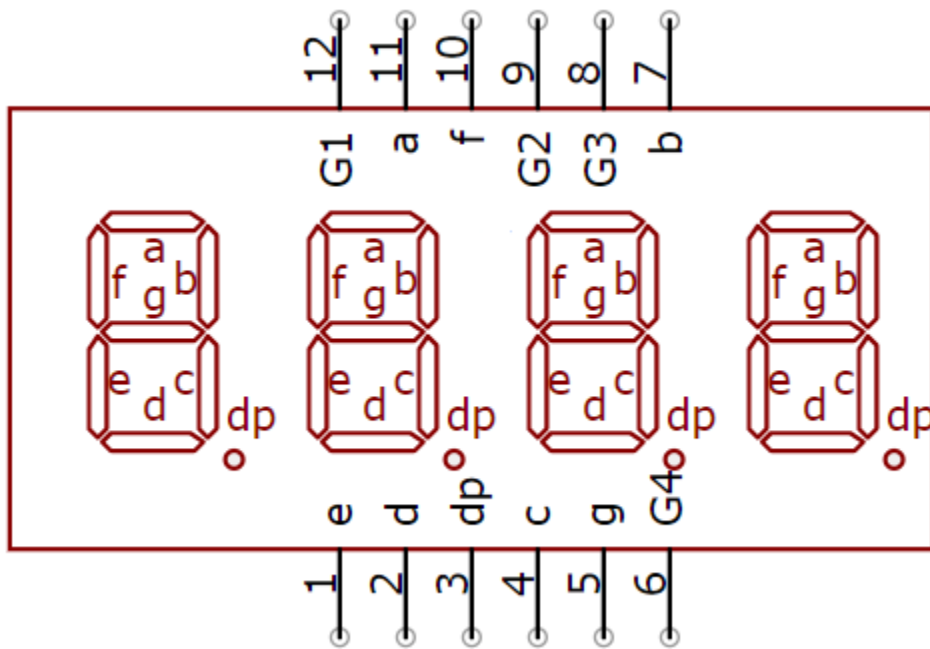 12 11 10 9 8 7
G1 a f G2 G3 b
a a a a
f b f b f b f b
g g g g
e c e c e c e c
d d d d
dp dp dp dp
e d dp c g G4
1 2 3 4 5 6